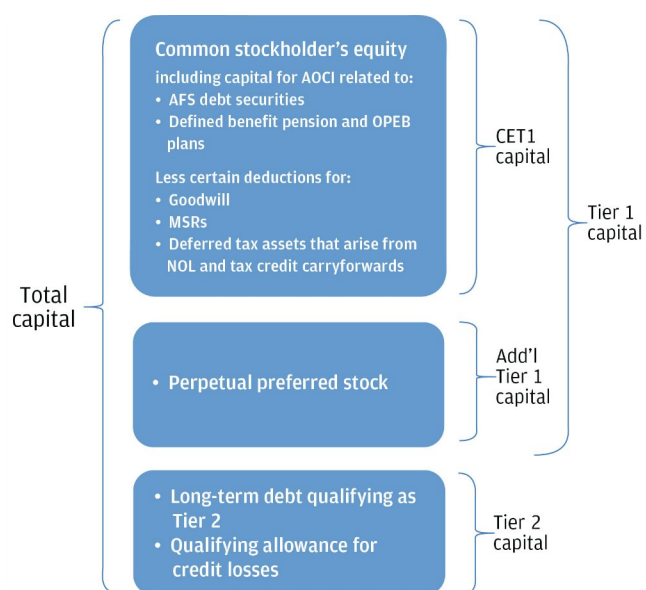 Common stockholder's equity
including capital for AOCI related to:
• AFS debt securities
• Defined benefit pension and OPEB
plans
Less certain deductions for:
• Goodwill
• MSRs
• Deferred tax assets that arise from
NOL and tax credit carryforwards
CET1
capital
Tier 1
capital
Total
capital
• Perpetual preferred stock
Add'l
Tier 1
capital
• Long-term debt qualifying as
Tier 2
• Qualifying allowance for
credit losses
Tier 2
capital